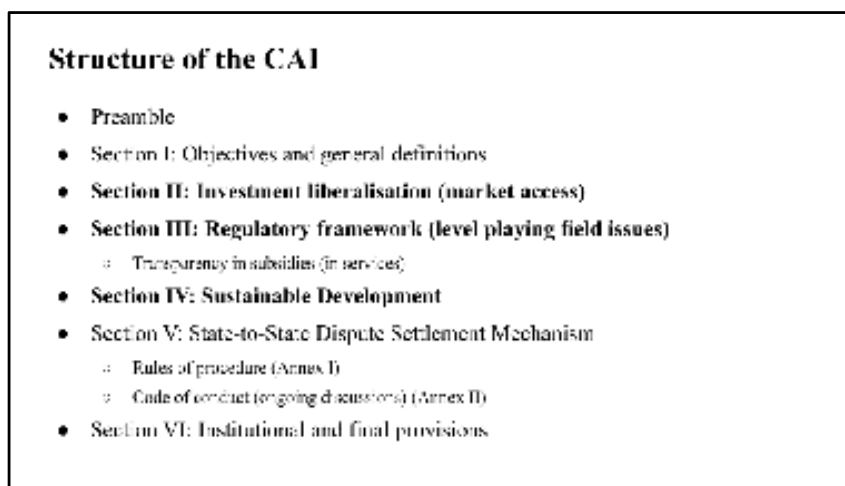 Structure of the CAI
● Preamble
● Section I: Objectives and general definitions
● Section II: Investment liberalisation (market access)
● Section III: Regulatory framework (level playing field issues)
○ Transparency in subsidies (in services)
● Section IV: Sustainable Development
● Section V: State-to-State Dispute Settlement Mechanism
○ Rules of procedure (Annex I)
○ Code of conduct (ongoing discussions) (Annex II)
● Section VI: Institutional and final provisions